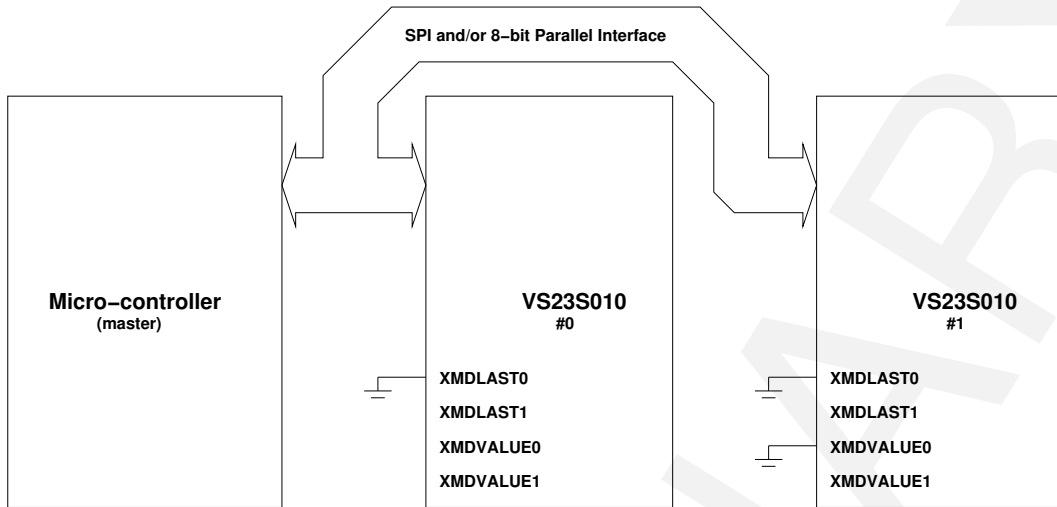 SPI and/or 8−bit Parallel Interface
Micro−controller
(master)
VS23S010
#0
XMDLAST0
XMDLAST1
XMDVALUE0
XMDVALUE1
VS23S010
#1
XMDLAST0
XMDLAST1
XMDVALUE0
XMDVALUE1